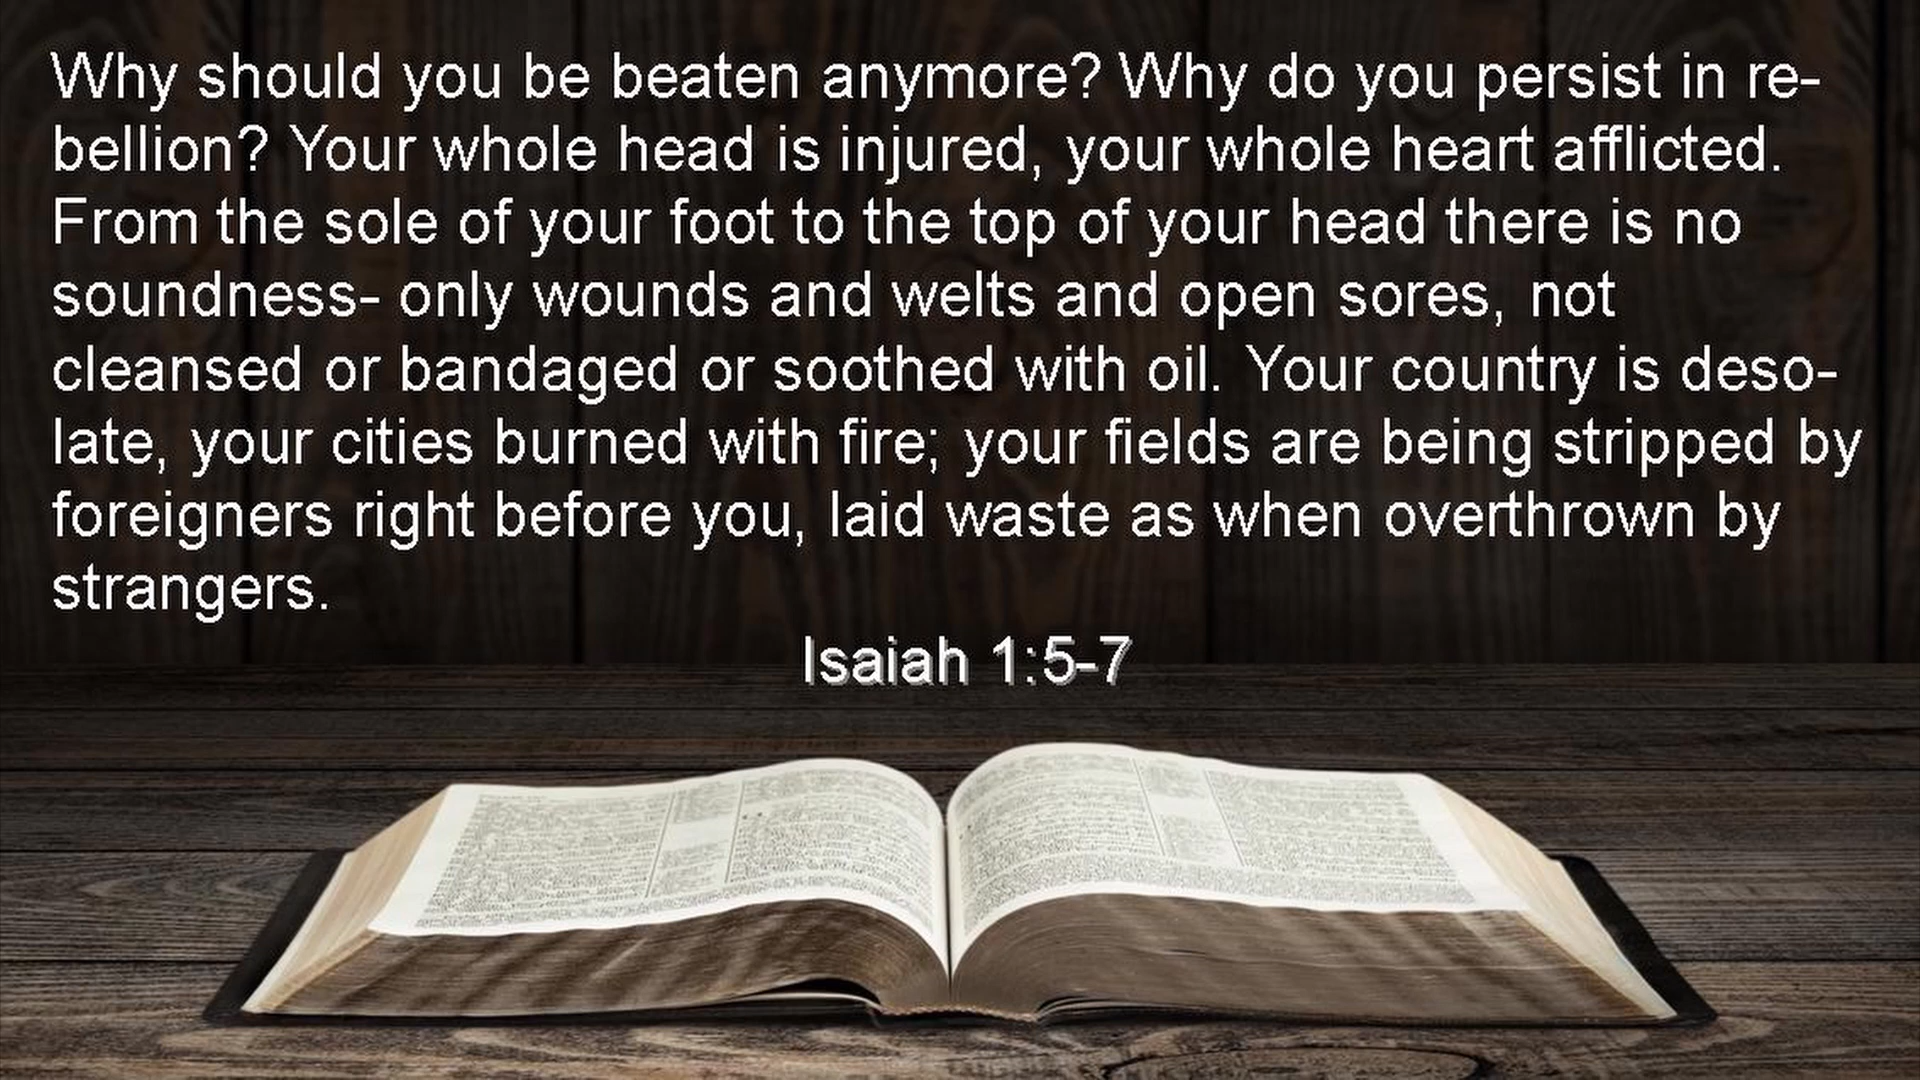 Why should you be beaten anymore? Why do you persist in re-
bellion? Your whole head is injured, your whole heart afflicted.
From the sole of your foot to the top of your head there is no
soundness- only wounds and welts and open sores, not
cleansed or bandaged or soothed with oil. Your country is deso-
late, your cities burned with fire; your fields are being stripped by
foreigners right before you, laid waste as when overthrown by
strangers.
Isaiah 1:5-7